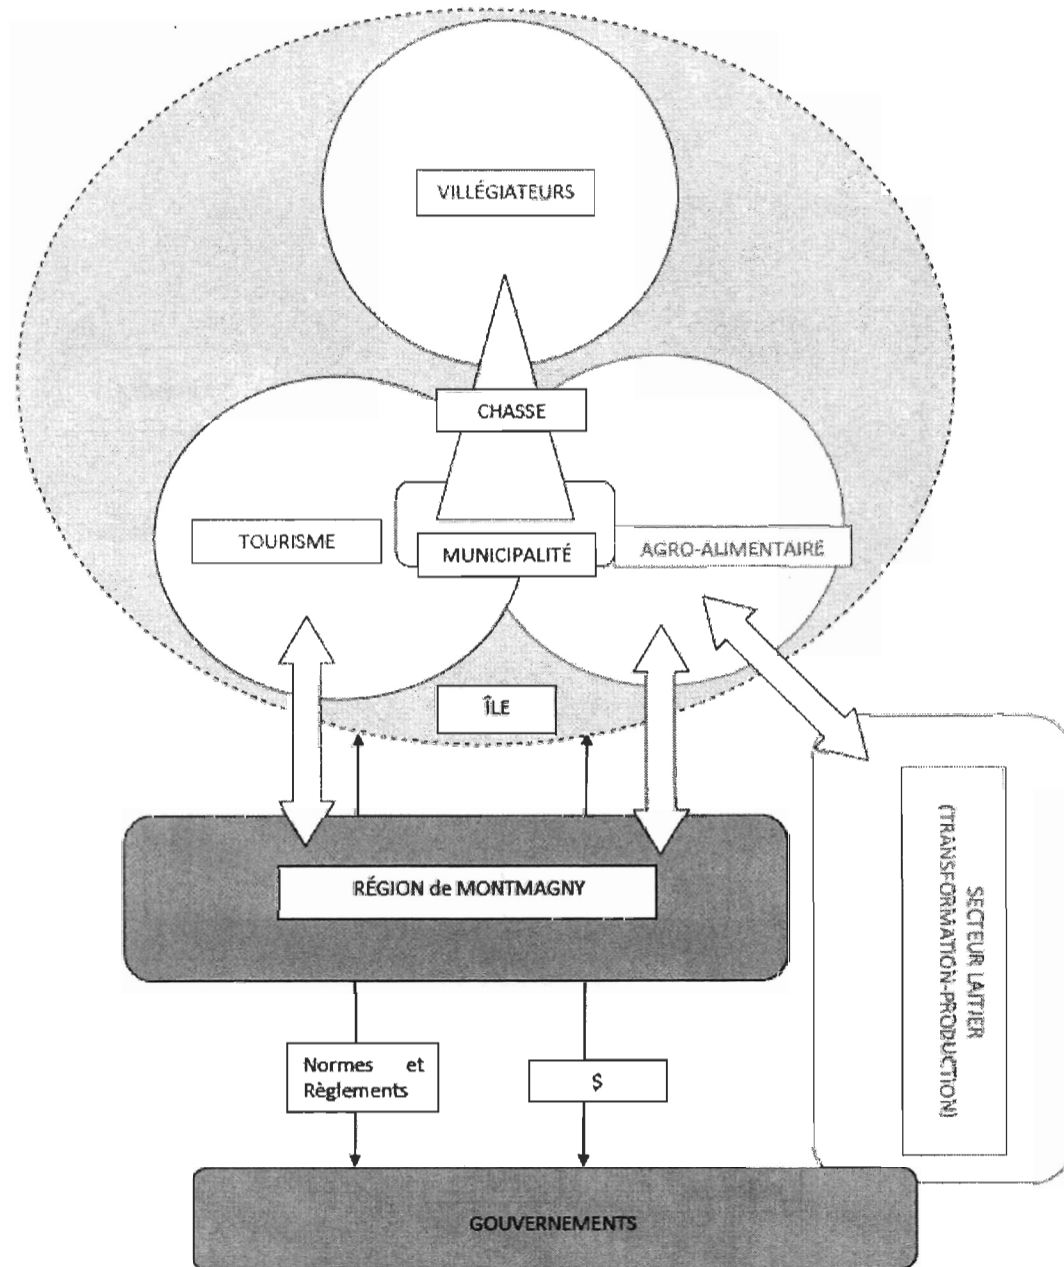 VILLÉGIATEURS
CHASSE
TOURISME
MUNICIPALITÉ
AGRO-ALIMENTAIRE
ÎLE
RÉGION de MONTMAGNY
SECTEUR LAITIER
(TRANSFORMATION-PRODUCTION)
Normes et
Règlements
$
GOUVERNEMENTS